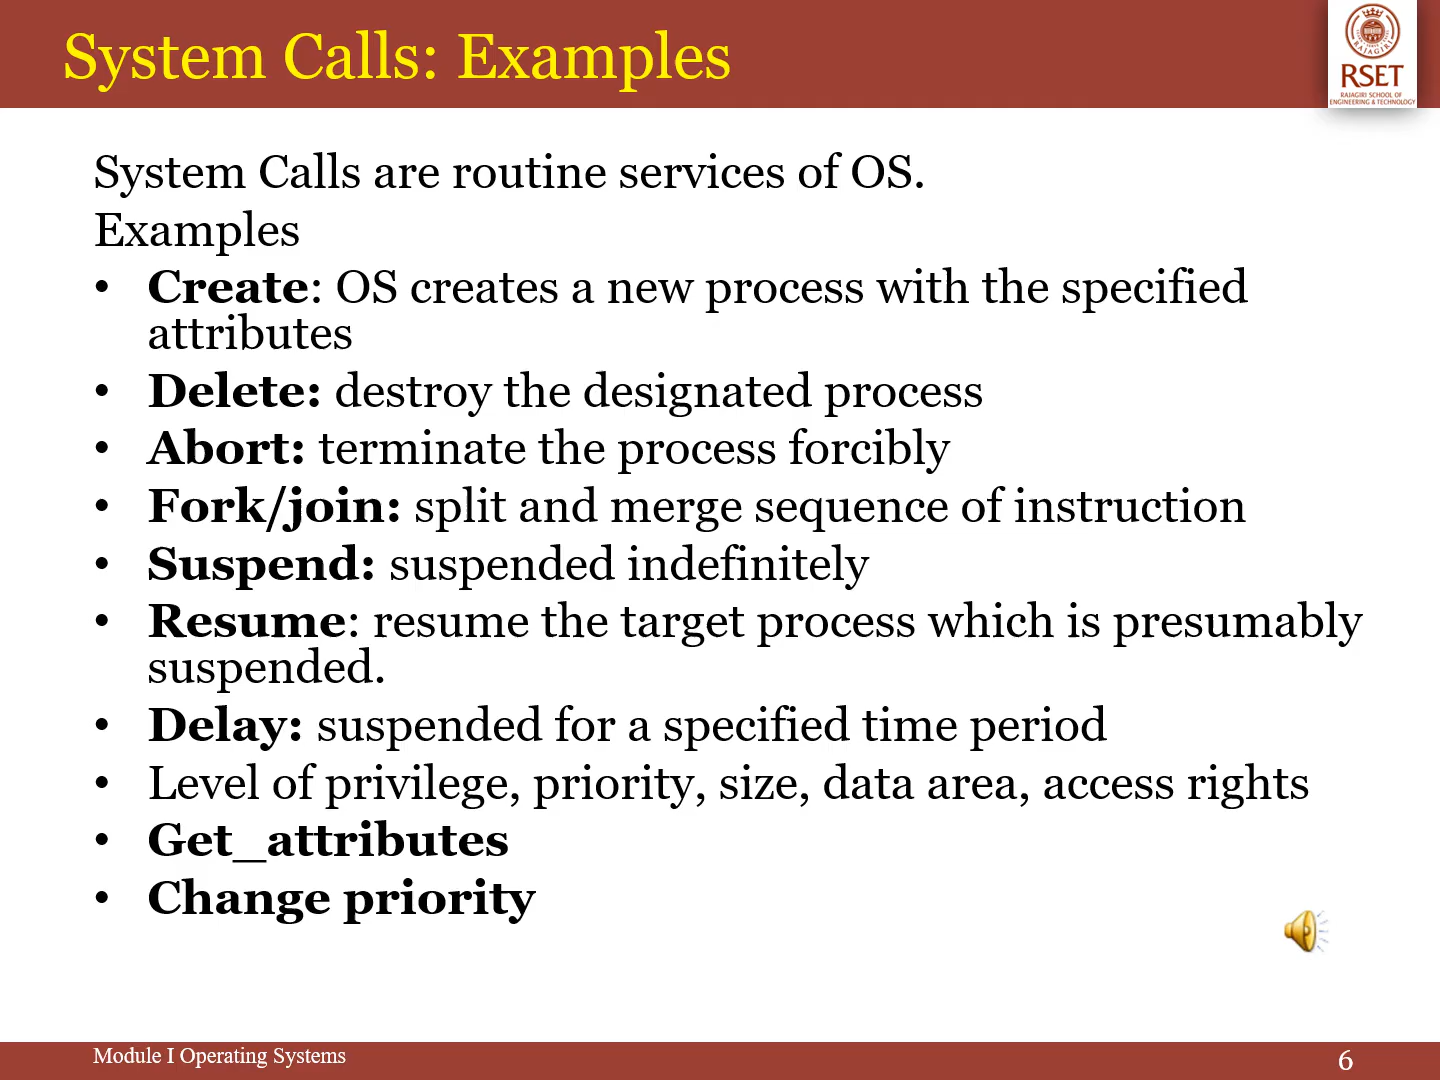 System Calls: Examples
RAJAGIRI
RSET
RAJAGIRI SCHOOL OF
ENGINEERING & TECHNOLOGY
System Calls are routine services of OS.
Examples
• Create: OS creates a new process with the specified
attributes
• Delete: destroy the designated process
• Abort: terminate the process forcibly
• Fork/join: split and merge sequence of instruction
• Suspend: suspended indefinitely
• Resume: resume the target process which is presumably
suspended.
• Delay: suspended for a specified time period
• Level of privilege, priority, size, data area, access rights
• Get_attributes
• Change priority
Module I Operating Systems
6